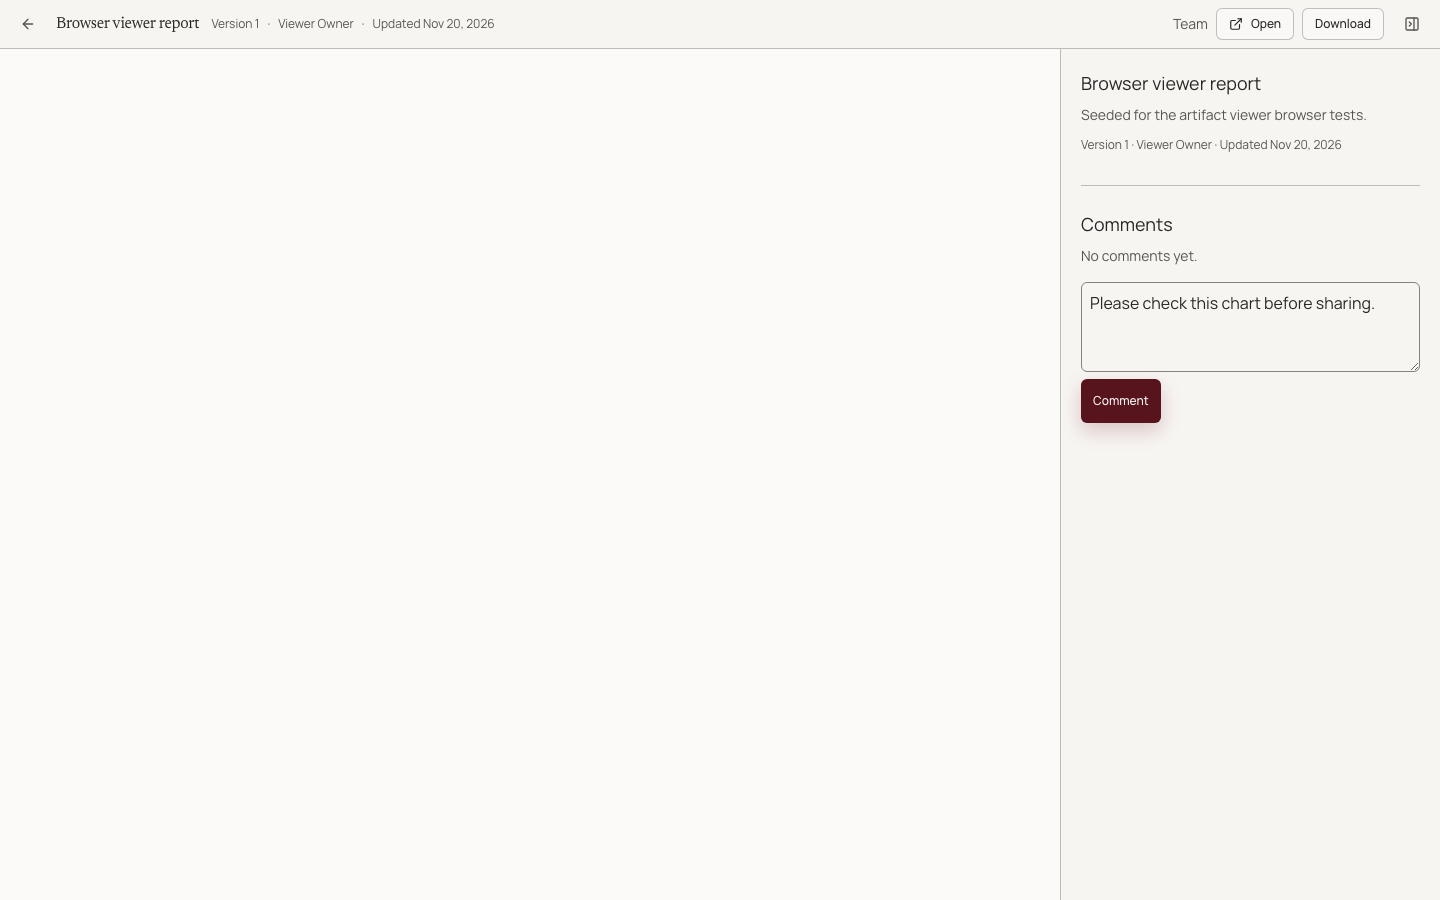 Browser viewer report Version 1 · Viewer Owner · Updated Nov 20, 2026 Team Open Download
Browser viewer report
Seeded for the artifact viewer browser tests.
Version 1 · Viewer Owner · Updated Nov 20, 2026
Comments
No comments yet.
Please check this chart before sharing.
Comment